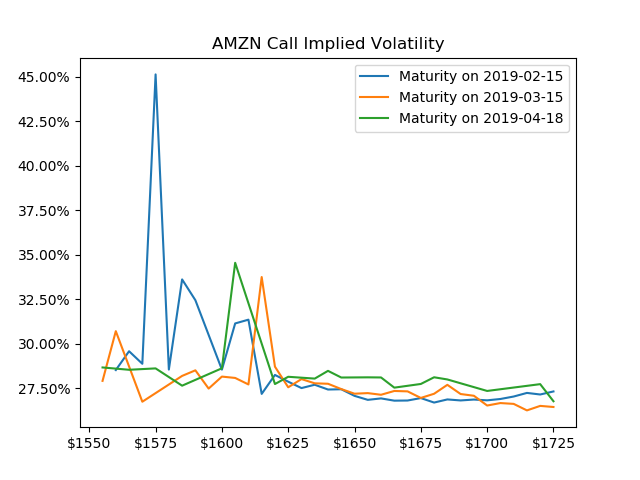 AMZN Call Implied Volatility
45.00%
42.50%
40.00%
37.50%
35.00%
32.50%
30.00%
27.50%
Maturity on 2019-02-15
Maturity on 2019-03-15
Maturity on 2019-04-18
$1550 $1575 $1600 $1625 $1650 $1675 $1700 $1725